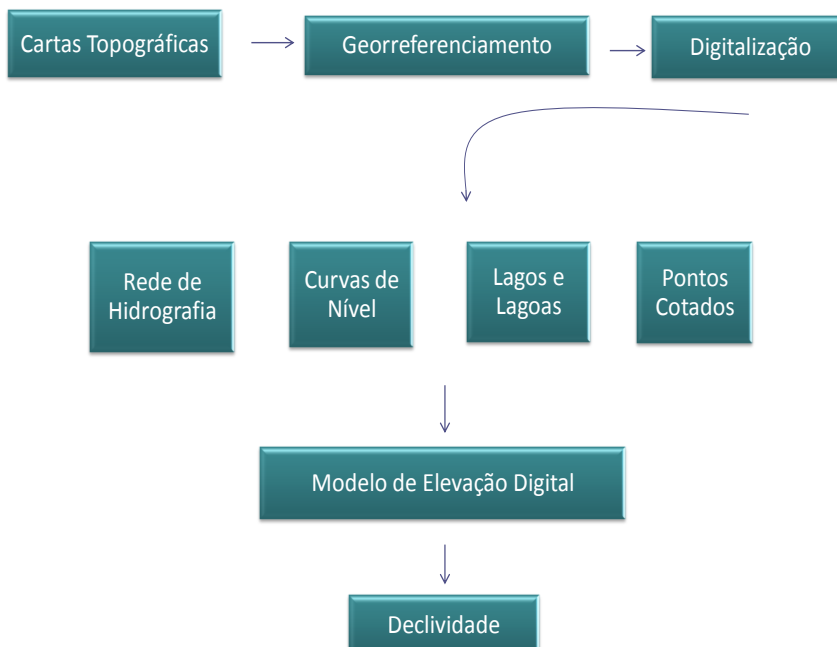 Cartas Topográficas
Georreferenciamento
Digitalização
Rede de
Hidrografia
Curvas de
Nível
Lagos e
Lagoas
Pontos
Cotados
Modelo de Elevação Digital
Declividade